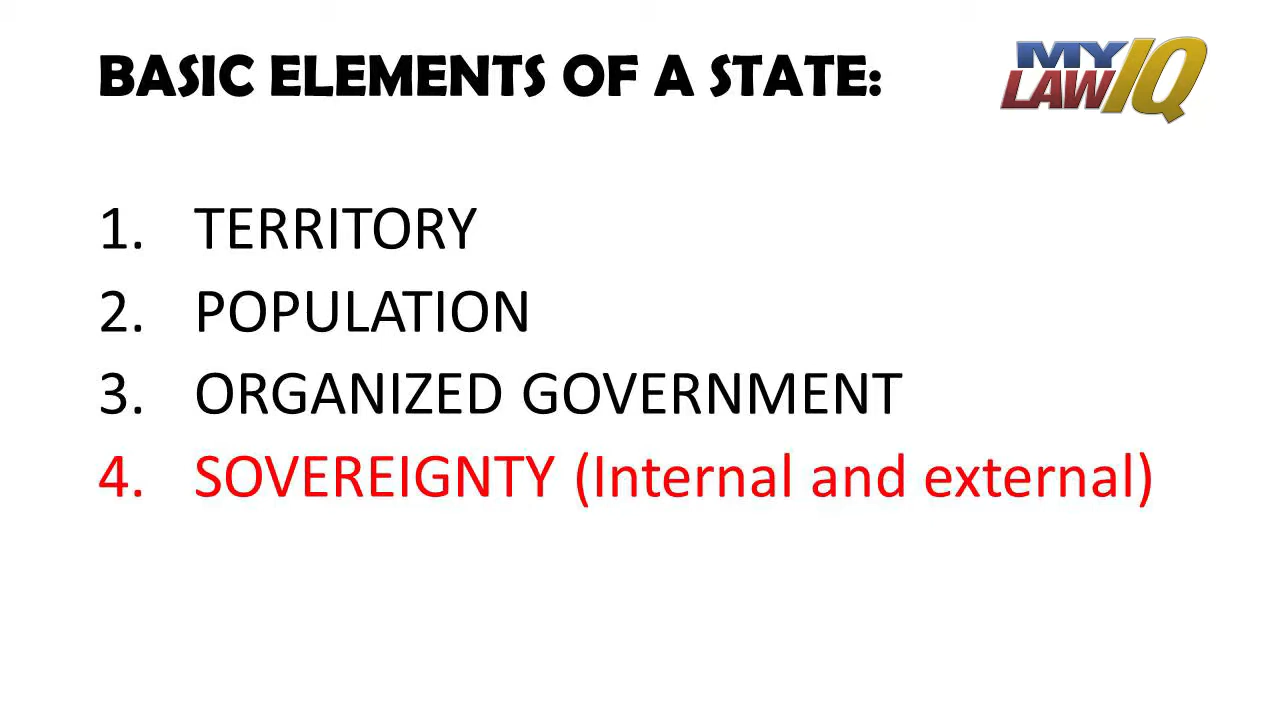 BASIC ELEMENTS OF A STATE:
MY
LAW IQ
1. TERRITORY
2. POPULATION
3. ORGANIZED GOVERNMENT
4. SOVEREIGNTY (Internal and external)